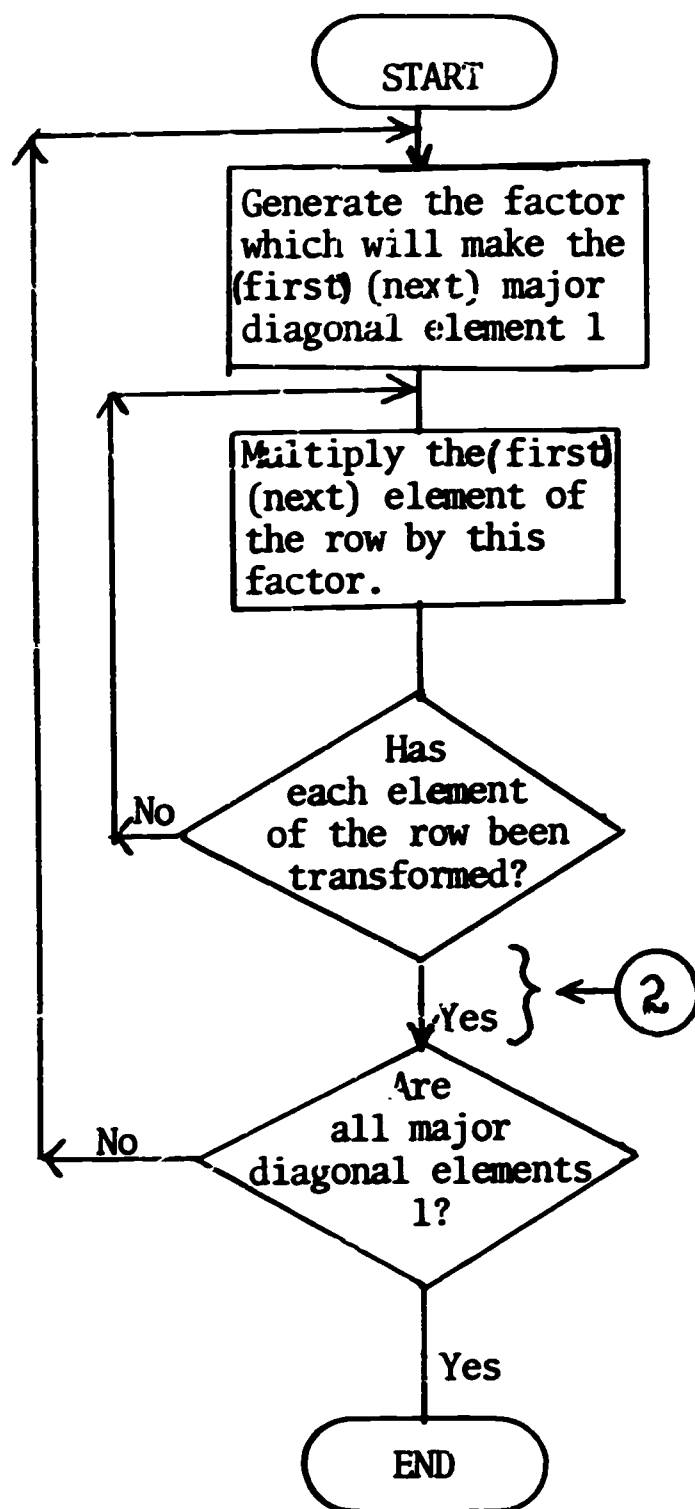 START
Generate the factor
which will make the
(first) (next) major
diagonal element 1
Multiply the (first)
(next) element of
the row by this
factor.
Has
each element
of the row been
transformed?
No
Yes
2
Are
all major
diagonal elements
1?
No
Yes
END